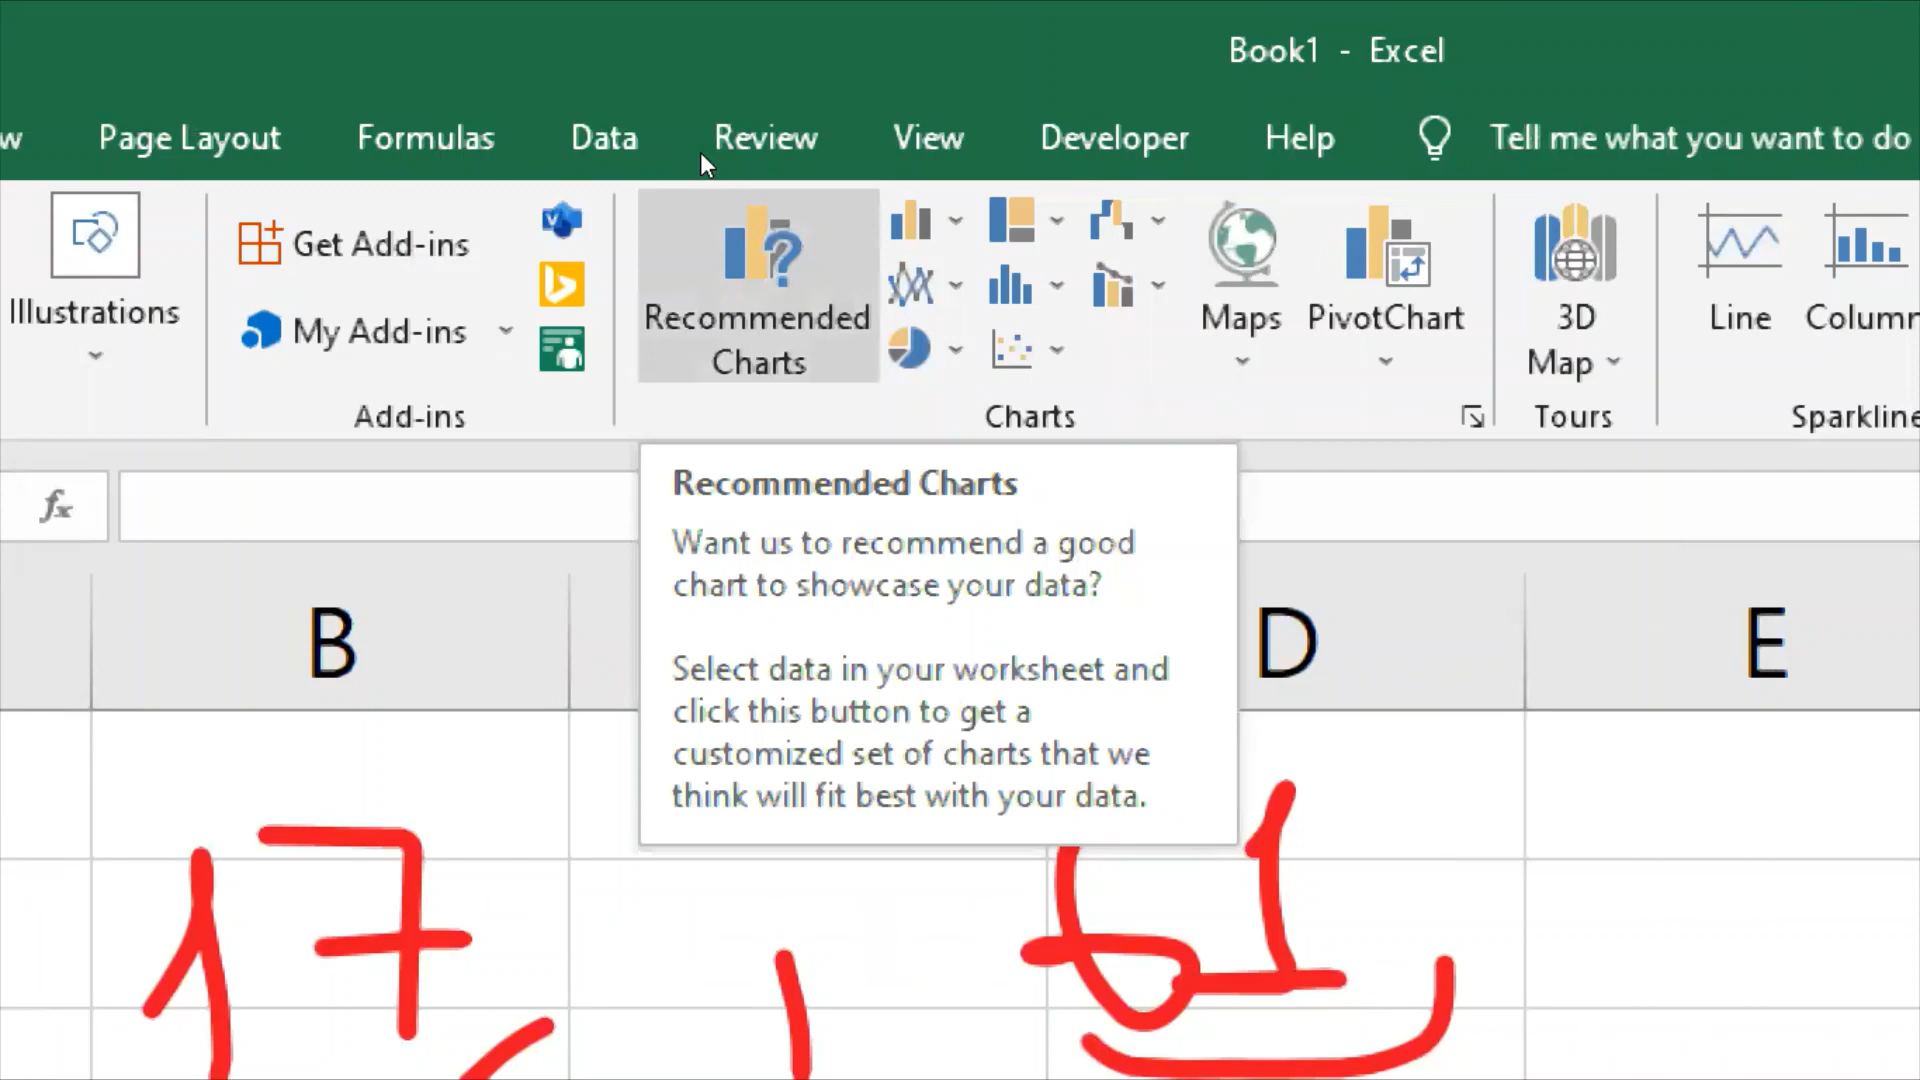 Book1 - Excel
w Page Layout Formulas Data Review View Developer Help Tell me what you want to do
Illustrations
Get Add-ins
My Add-ins
Add-ins
Recommended
Charts
Maps
PivotChart
Charts
3D
Map
Tours
Line
Column
Sparkline
fx
Recommended Charts
Want us to recommend a good
chart to showcase your data?
Select data in your worksheet and
click this button to get a
customized set of charts that we
think will fit best with your data.
B D E
17
61